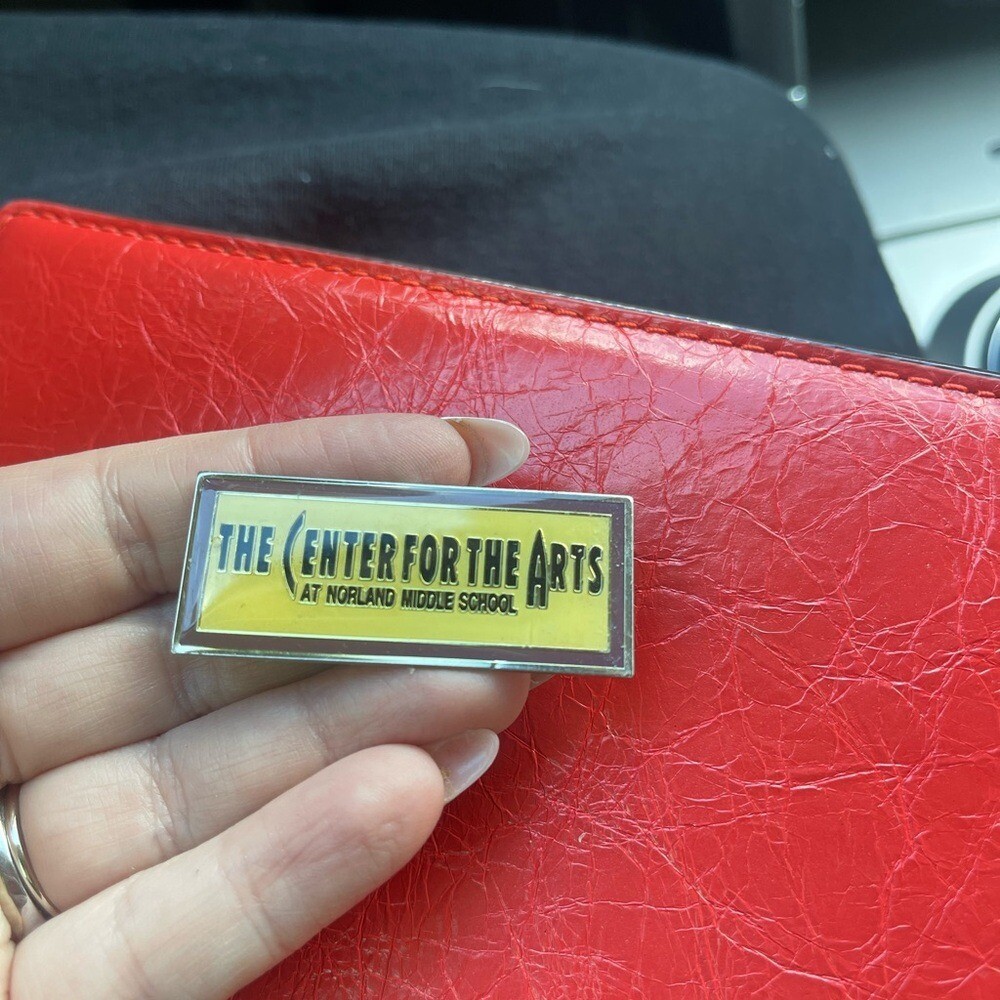 THE CENTER FOR THE ARTS
AT NORLAND MIDDLE SCHOOL